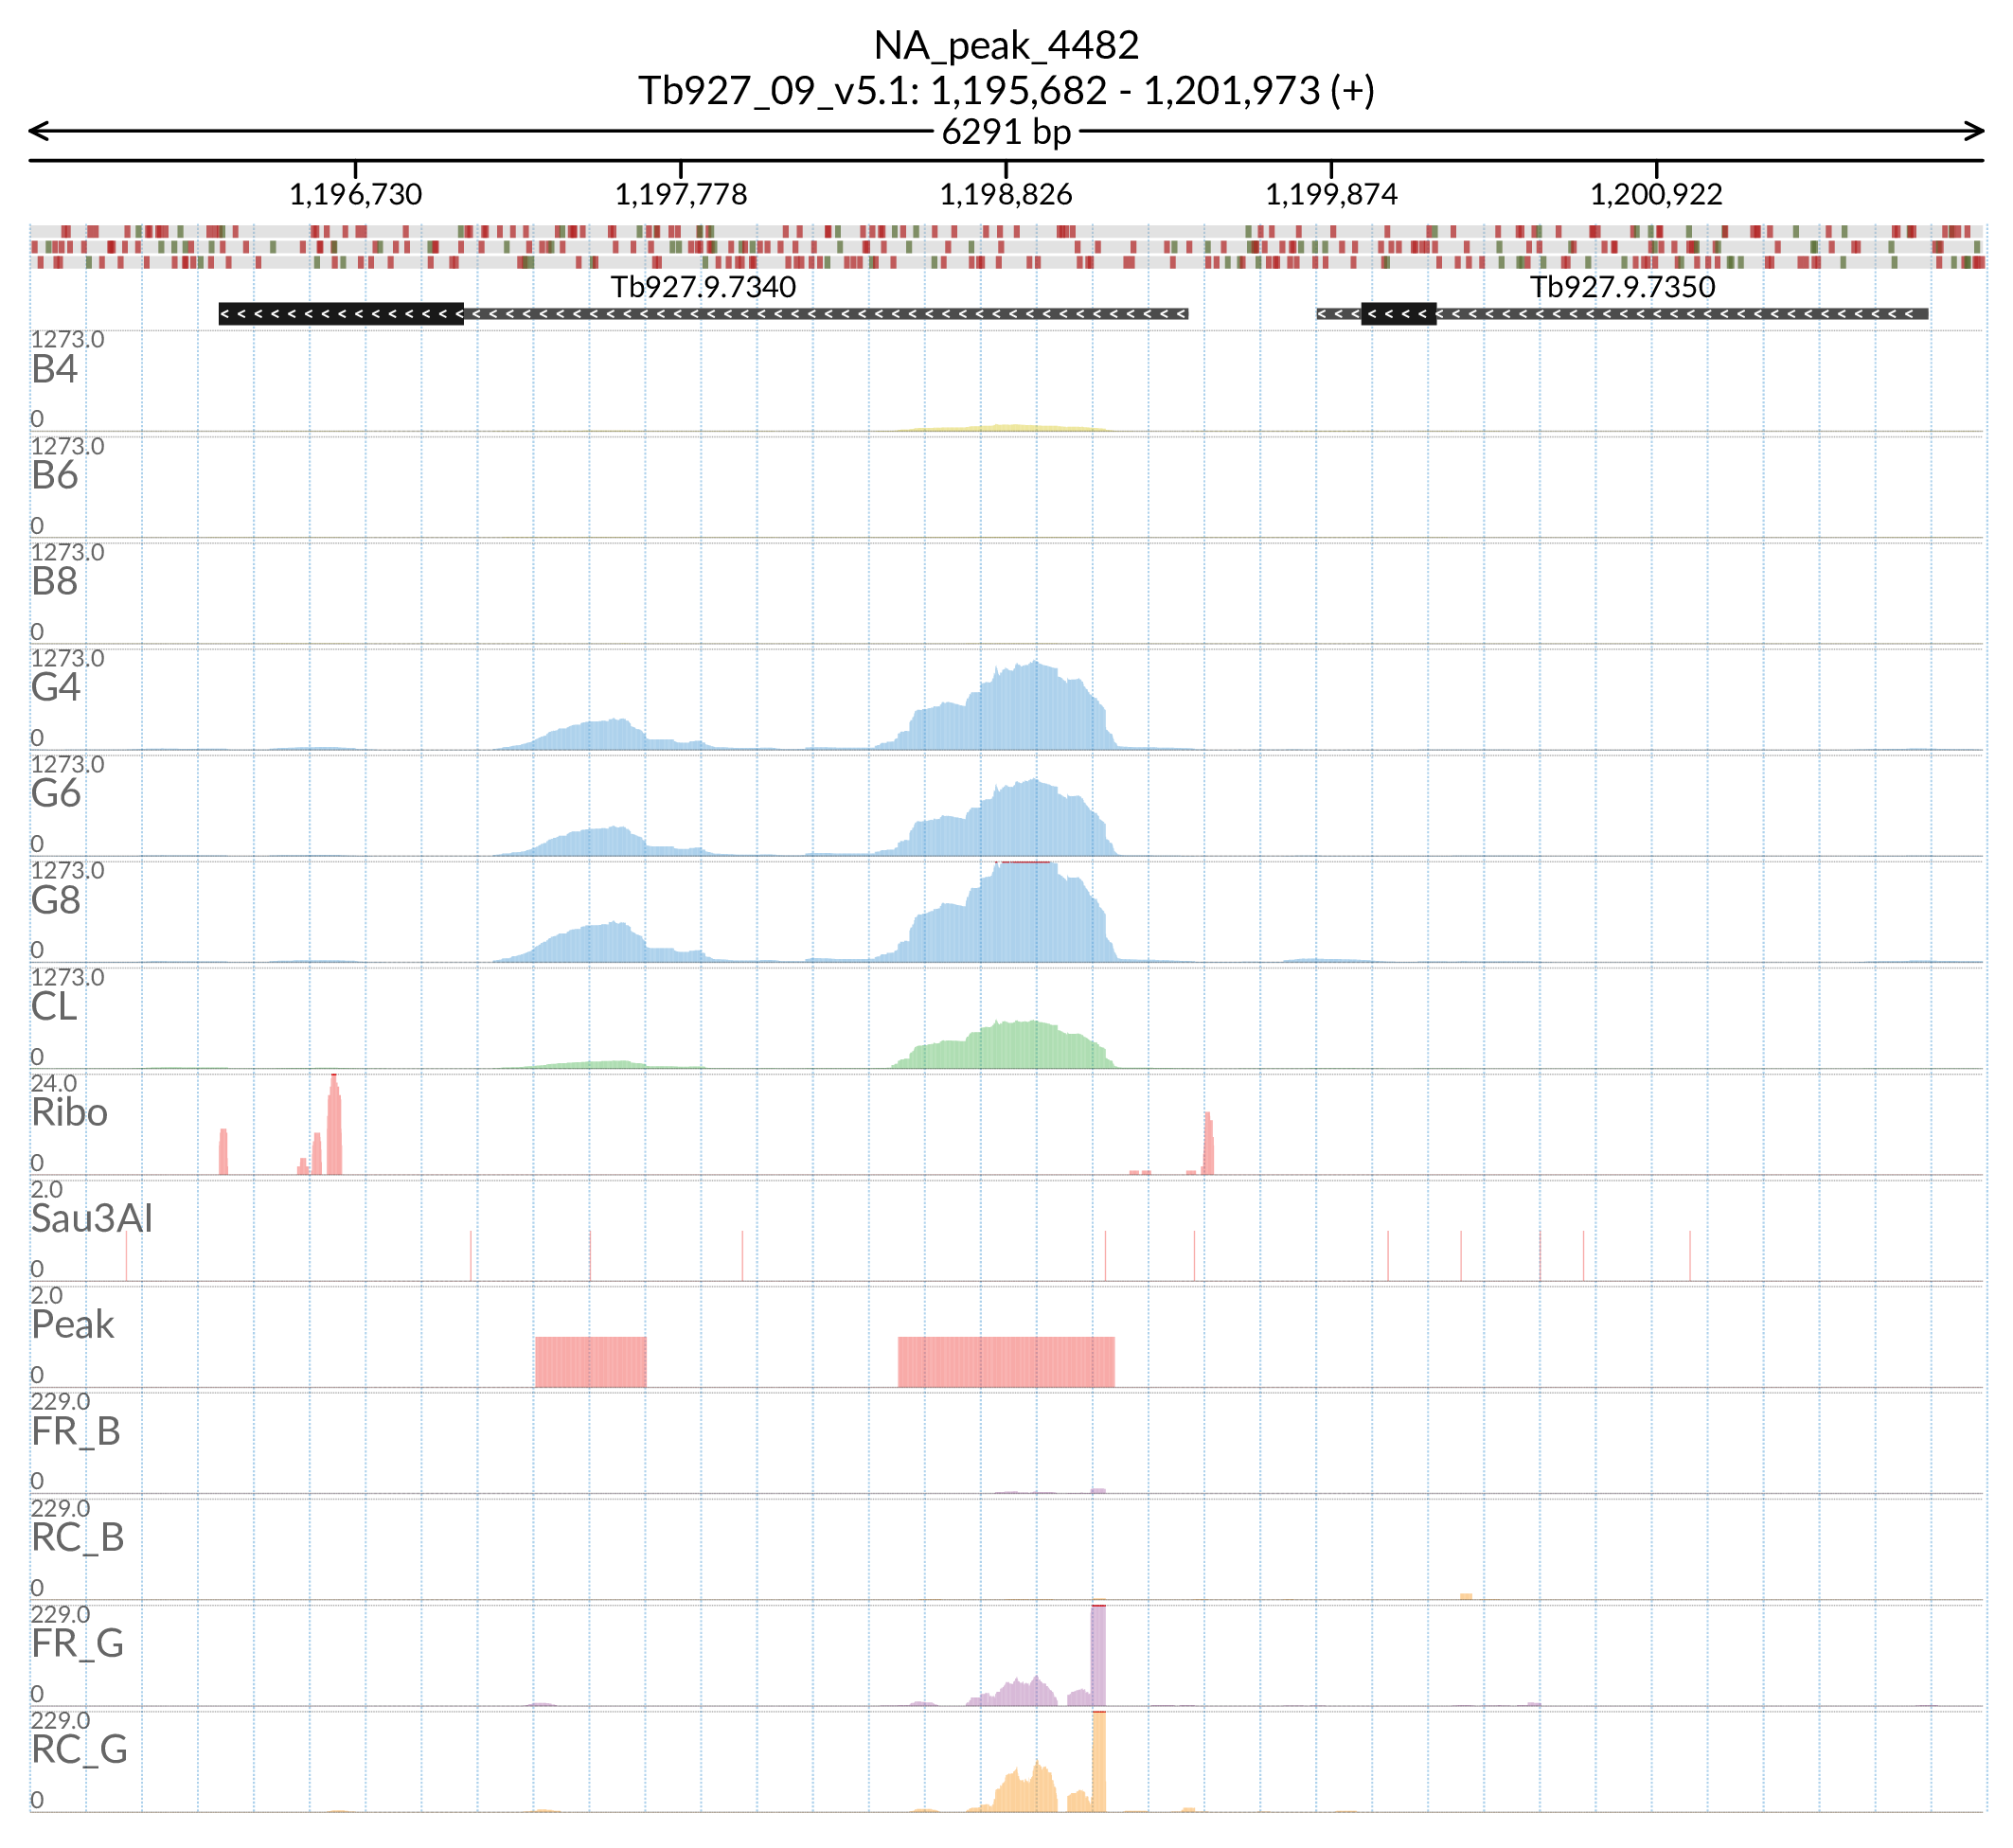 NA_peak_4482
Tb927_09_v5.1: 1,195,682 - 1,201,973 (+)
6291 bp
1,196,730 1,197,778 1,198,826 1,199,874 1,200,922
Tb927.9.7340 Tb927.9.7350
1273.0
B4
0
1273.0
B6
0
1273.0
B8
0
1273.0
G4
0
1273.0
G6
0
1273.0
G8
0
1273.0
CL
0
24.0
Ribo
0
2.0
Sau3AI
0
2.0
Peak
0
229.0
FR_B
0
229.0
RC_B
0
229.0
FR_G
0
229.0
RC_G
0